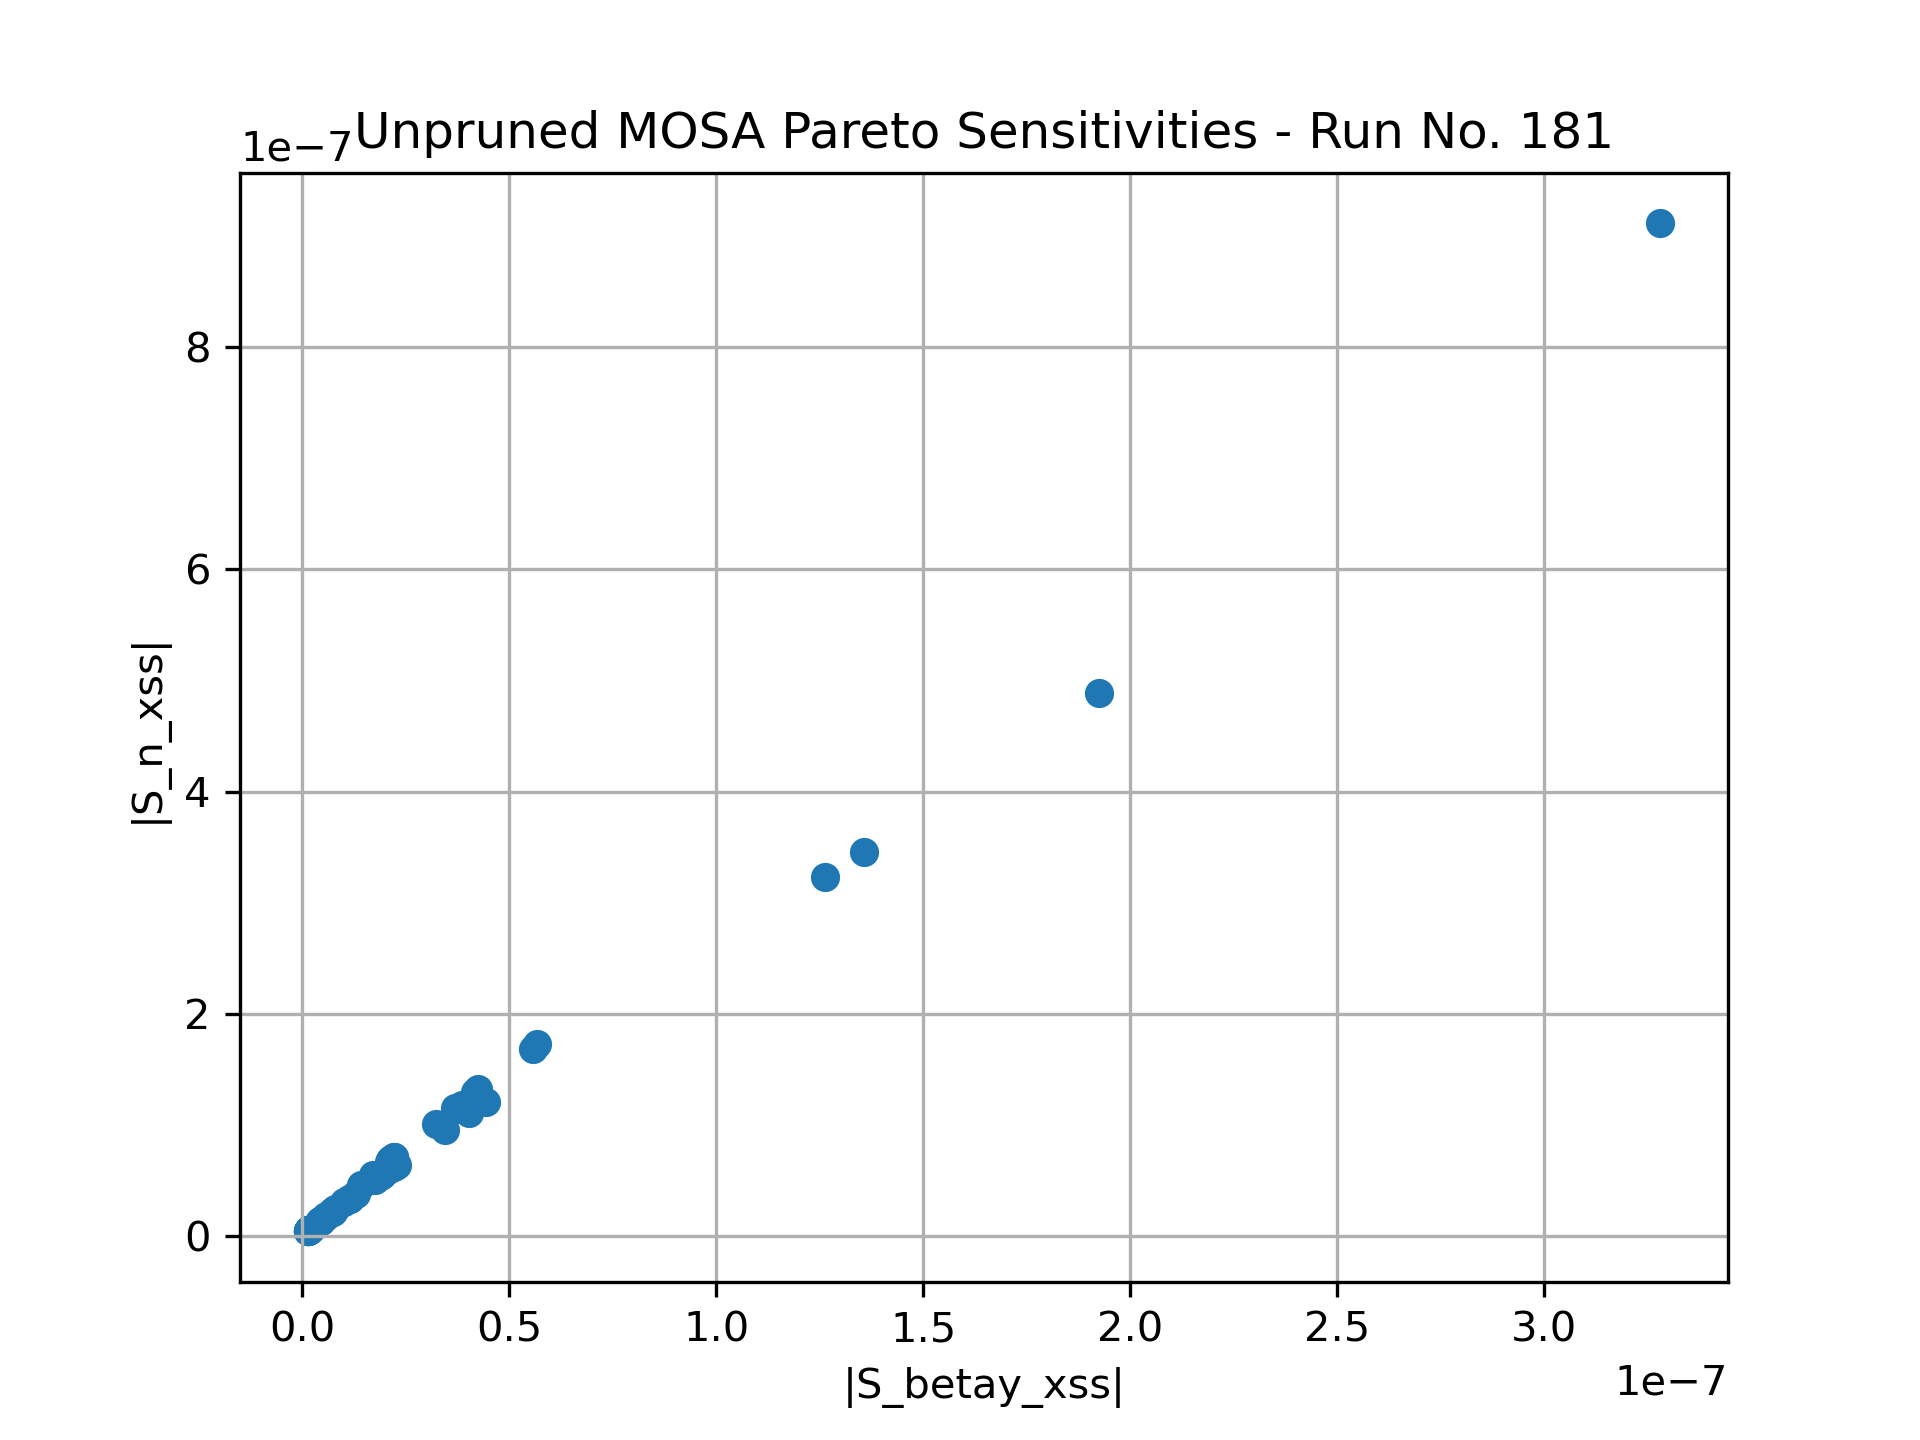 Unpruned MOSA Pareto Sensitivities - Run No. 181
1e−7
8
6
4
2
0
|S_n_xss|
0.0 0.5 1.0 1.5 2.0 2.5 3.0
1e−7
|S_betay_xss|